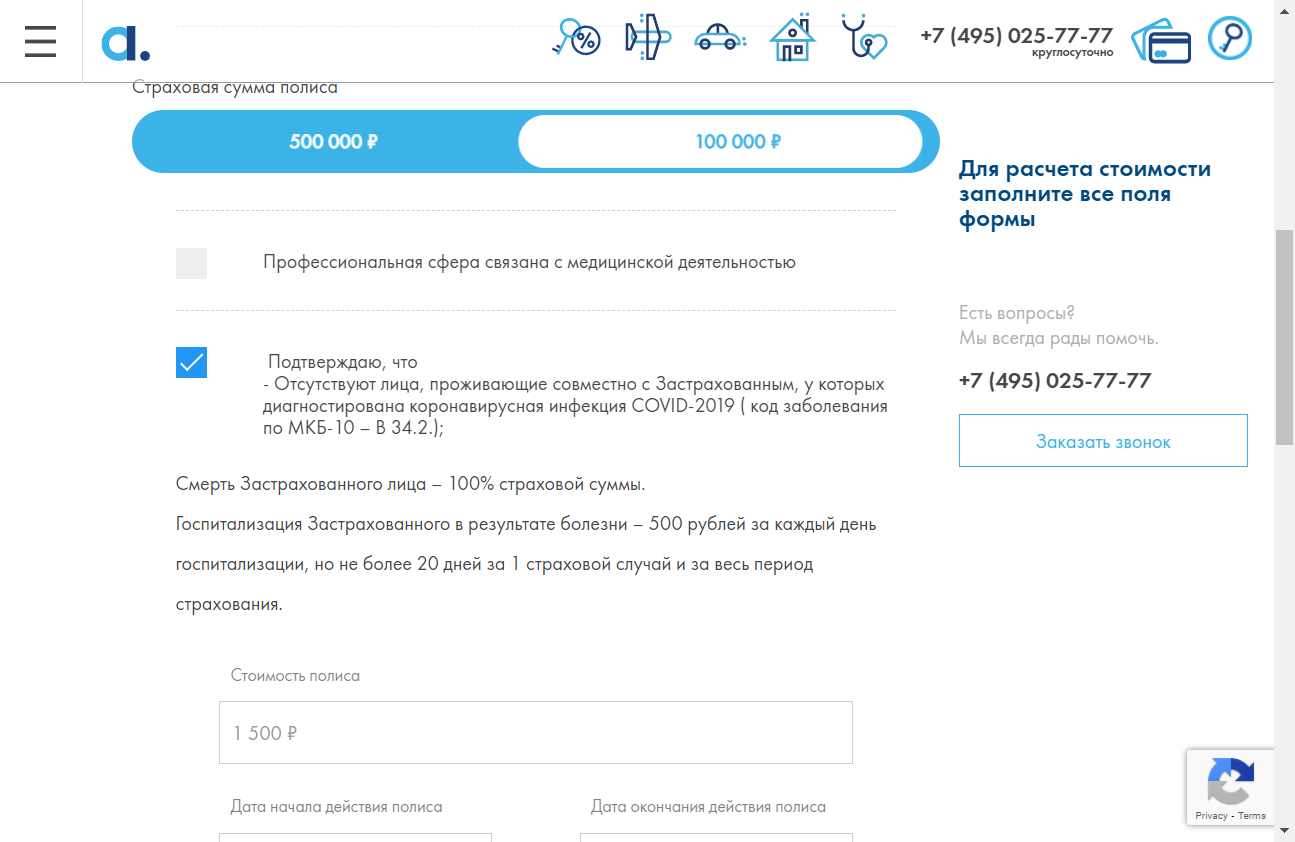 +7 (495) 025-77-77
круглосуточно
Страховая сумма полиса
500 000 ₽
100 000 ₽
Для расчета стоимости
заполните все поля
формы
Профессиональная сфера связана с медицинской деятельностью
Есть вопросы?
Мы всегда рады помочь.
+7 (495) 025-77-77
Заказать звонок
Подтверждаю, что
- Отсутствуют лица, проживающие совместно с Застрахованным, у которых
диагностирована коронавирусная инфекция COVID-2019 ( код заболевания
по МКБ-10 – В 34.2.);
Смерть Застрахованного лица – 100% страховой суммы.
Госпитализация Застрахованного в результате болезни – 500 рублей за каждый день
госпитализации, но не более 20 дней за 1 страховой случай и за весь период
страхования.
Стоимость полиса
1 500 ₽
Дата начала действия полиса
Дата окончания действия полиса
Privacy - Terms